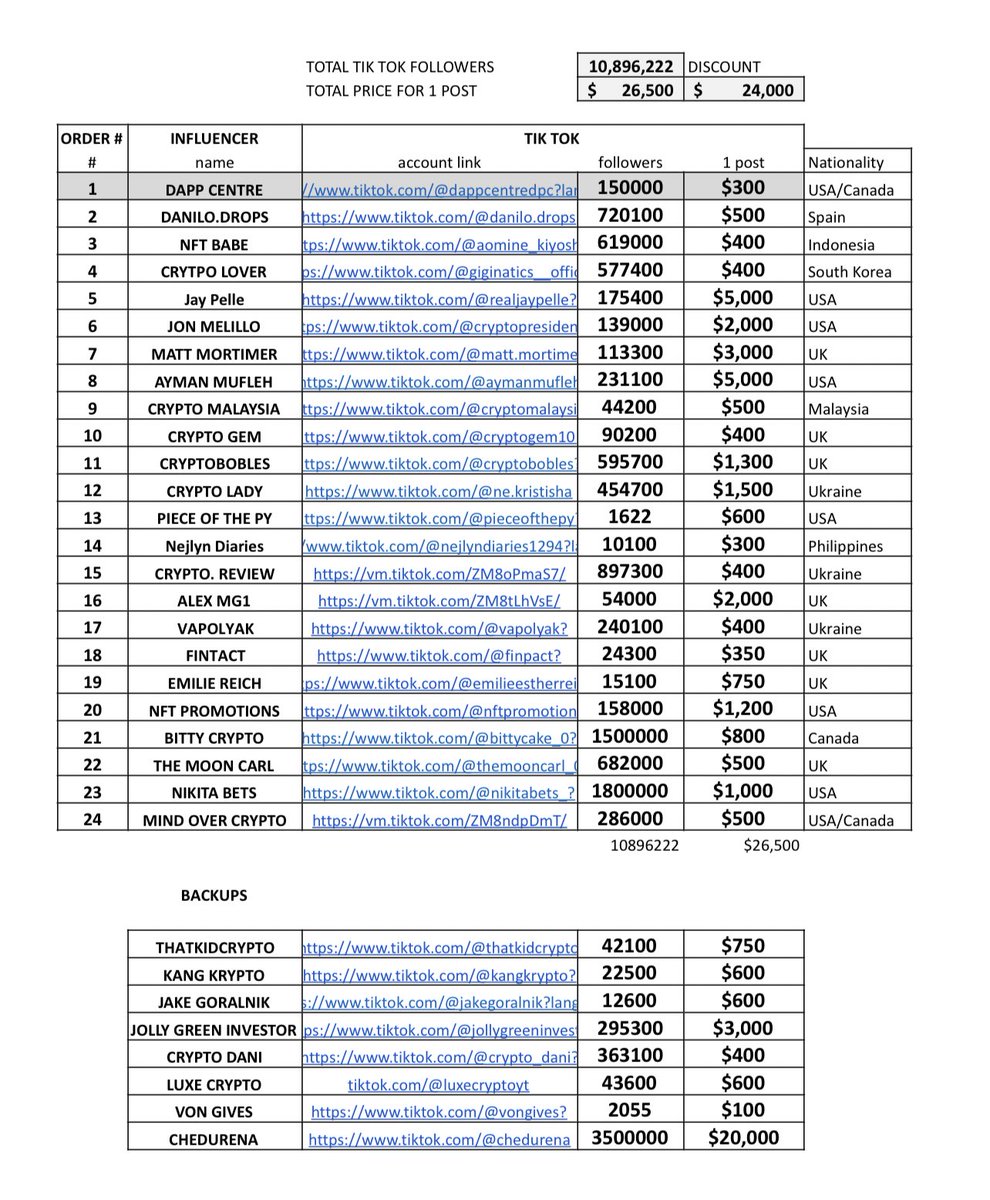 TOTAL TIK TOK FOLLOWERS 10,896,222 DISCOUNT
TOTAL PRICE FOR 1 POST $ 26,500 $ 24,000
ORDER # INFLUENCER TIK TOK
# name account link followers 1 post Nationality
1 DAPP CENTRE //www.tiktok.com/@dappcentredpc?lan 150000 $300 USA/Canada
2 DANILO.DROPS https://www.tiktok.com/@danilo.drops 720100 $500 Spain
3 NFT BABE tps://www.tiktok.com/@aomine_kiyosh 619000 $400 Indonesia
4 CRYTPO LOVER ps://www.tiktok.com/@giginatics__offic 577400 $400 South Korea
5 Jay Pelle https://www.tiktok.com/@realjaypelle? 175400 $5,000 USA
6 JON MELILLO tps://www.tiktok.com/@cryptopresiden 139000 $2,000 USA
7 MATT MORTIMER ttps://www.tiktok.com/@matt.mortime 113300 $3,000 UK
8 AYMAN MUFLEH https://www.tiktok.com/@aymanmufleh 231100 $5,000 USA
9 CRYPTO MALAYSIA ttps://www.tiktok.com/@cryptomalaysi 44200 $500 Malaysia
10 CRYPTO GEM ttps://www.tiktok.com/@cryptogem10 90200 $400 UK
11 CRYPTOBOBLES ttps://www.tiktok.com/@cryptobobles? 595700 $1,300 UK
12 CRYPTO LADY https://www.tiktok.com/@ne.kristisha 454700 $1,500 Ukraine
13 PIECE OF THE PY ttps://www.tiktok.com/@pieceofthepy? 1622 $600 USA
14 Nejlyn Diaries /www.tiktok.com/@nejlyndiaries1294?la 10100 $300 Philippines
15 CRYPTO. REVIEW https://vm.tiktok.com/ZM8oPmaS7/ 897300 $400 Ukraine
16 ALEX MG1 https://vm.tiktok.com/ZM8tLhVsE/ 54000 $2,000 UK
17 VAPOLYAK https://www.tiktok.com/@vapolyak? 240100 $400 Ukraine
18 FINTACT https://www.tiktok.com/@finpact? 24300 $350 UK
19 EMILIE REICH ps://www.tiktok.com/@emilieestherrei 15100 $750 UK
20 NFT PROMOTIONS ttps://www.tiktok.com/@nftpromotion 158000 $1,200 USA
21 BITTY CRYPTO https://www.tiktok.com/@bittycake_0? 1500000 $800 Canada
22 THE MOON CARL tps://www.tiktok.com/@themooncarl_0 682000 $500 UK
23 NIKITA BETS https://www.tiktok.com/@nikitabets_? 1800000 $1,000 USA
24 MIND OVER CRYPTO https://vm.tiktok.com/ZM8ndpDmT/ 286000 $500 USA/Canada
10896222 $26,500
BACKUPS
THATKIDCRYPTO https://www.tiktok.com/@thatkidcrypto 42100 $750
KANG KRYPTO https://www.tiktok.com/@kangkrypto? 22500 $600
JAKE GORALNIK s://www.tiktok.com/@jakegoralnik?lang 12600 $600
JOLLY GREEN INVESTOR ps://www.tiktok.com/@jollygreeninvest 295300 $3,000
CRYPTO DANI https://www.tiktok.com/@crypto_dani? 363100 $400
LUXE CRYPTO tiktok.com/@luxecryptoyt 43600 $600
VON GIVES https://www.tiktok.com/@vongives? 2055 $100
CHEDURENA https://www.tiktok.com/@chedurena 3500000 $20,000